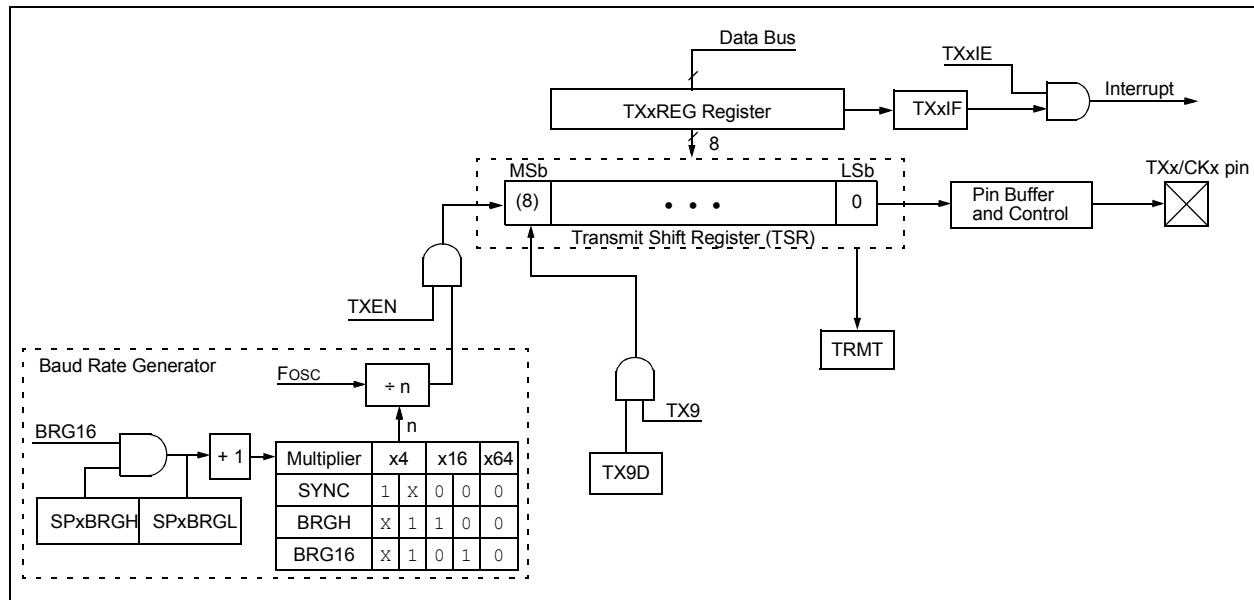 Data Bus
TXxIE
Interrupt
TXxREG Register
TXxIF
8
MSb
LSb
TXx/CKx pin
(8)
• • •
0
Pin Buffer
and Control
Transmit Shift Register (TSR)
TXEN
TRMT
Baud Rate Generator
FOSC
÷ n
n
TX9
BRG16
+ 1
Multiplier x4 x16 x64
SYNC 1 X 0 0 0
BRGH X 1 1 0 0
BRG16 X 1 0 1 0
SPxBRGH SPxBRGL
TX9D